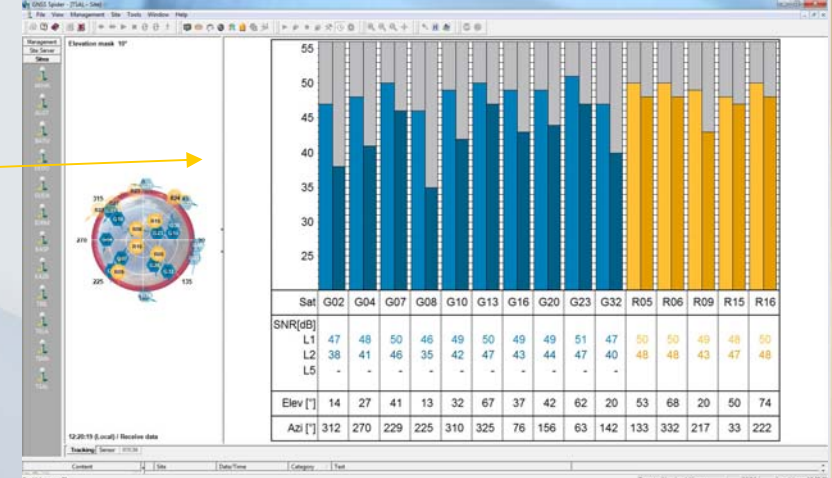 GNSS Spider - [TSAL - Site]
File View Management Site Tools Window Help
Management
Site Server
Sites
Elevation mask 10°
315
270
225
135
12:20:15 (Local) / Receive data
Tracking Sensor
55
50
45
40
35
30
25
Sat G02 G04 G07 G08 G10 G13 G16 G20 G23 G32 R05 R06 R09 R15 R16
SNR[dB]
L1 47 48 50 46 49 50 49 49 51 47 50 50 49 48 50
L2 38 41 46 35 42 47 43 44 47 40 48 48 43 47 48
L5 - - - - - - - - - -
Elev [°] 14 27 41 13 32 67 37 42 62 20 53 68 20 50 74
Azi [°] 312 270 229 225 310 325 76 156 63 142 133 332 217 33 222
Content Site Date/Time Category Text